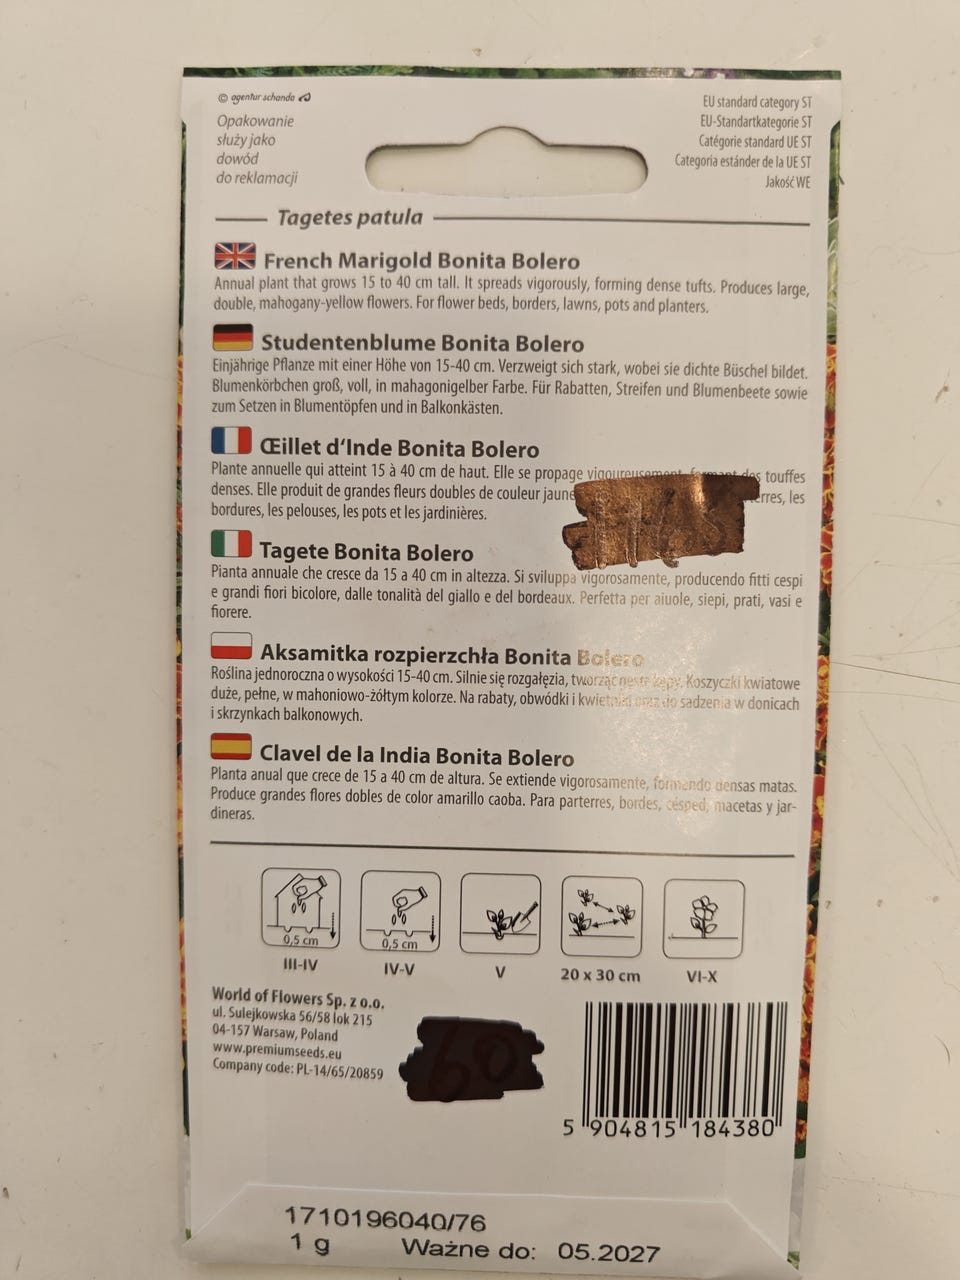 © agentur schanda
Opakowanie
służy jako
dowód
do reklamacji
EU standard category ST
EU-Standartkategorie ST
Catégorie standard UE ST
Categoria estánder de la UE ST
Jakość WE
Tagetes patula
French Marigold Bonita Bolero
Annual plant that grows 15 to 40 cm tall. It spreads vigorously, forming dense tufts. Produces large,
double, mahogany-yellow flowers. For flower beds, borders, lawns, pots and planters.
Studentenblume Bonita Bolero
Einjährige Pflanze mit einer Höhe von 15-40 cm. Verzweigt sich stark, wobei sie dichte Büschel bildet.
Blumenkörbchen groß, voll, in mahagonigelber Farbe. Für Rabatten, Streifen und Blumenbeete sowie
zum Setzen in Blumentöpfen und in Balkonkästen.
Œillet d'Inde Bonita Bolero
Plante annuelle qui atteint 15 à 40 cm de haut. Elle se propage vigoureusement, formant des touffes
denses. Elle produit de grandes fleurs doubles de couleur jaune les
bordures, les pelouses, les pots et les jardinières.
Tagete Bonita Bolero
Pianta annuale che cresce da 15 a 40 cm in altezza. Si sviluppa vigorosamente, producendo fitti cespi
e grandi fiori bicolore, dalle tonalità del giallo e del bordeaux. Perfetta per aiuole, siepi, prati, vasi e
fiorere.
Aksamitka rozpierzchła Bonita Bolero
Roślina jednoroczna o wysokości 15-40 cm. Silnie się rozgałęzia, tworząc gęste kępy. Koszyczki kwiatowe
duże, pełne, w mahoniowo-żółtym kolorze. Na rabaty, obwódki i kwietniki oraz do sadzenia w donicach
i skrzynkach balkonowych.
Clavel de la India Bonita Bolero
Planta anual que crece de 15 a 40 cm de altura. Se extiende vigorosamente, formando densas matas.
Produce grandes flores dobles de color amarillo caoba. Para parterres, bordes, césped, macetas y jar-
dineras.
0,5 cm
0,5 cm
III-IV
IV-V
V
20 x 30 cm
VI-X
World of Flowers Sp. z o.o.
ul. Sulejkowska 56/58 lok 215
04-157 Warsaw, Poland
www.premiumseeds.eu
Company code: PL-14/65/20859
5 904815 184380
1710196040/76
1 g Ważne do: 05.2027